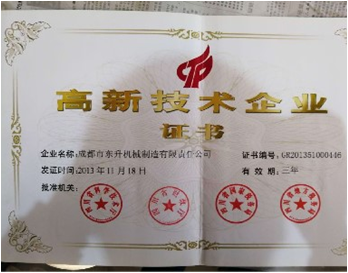 高新技术企业
证书
企业名称：成都市东升机械制造有限责任公司 证书编号：GR201351000446
发证时间：2013年11月18日 有效期：三年
批准机关：